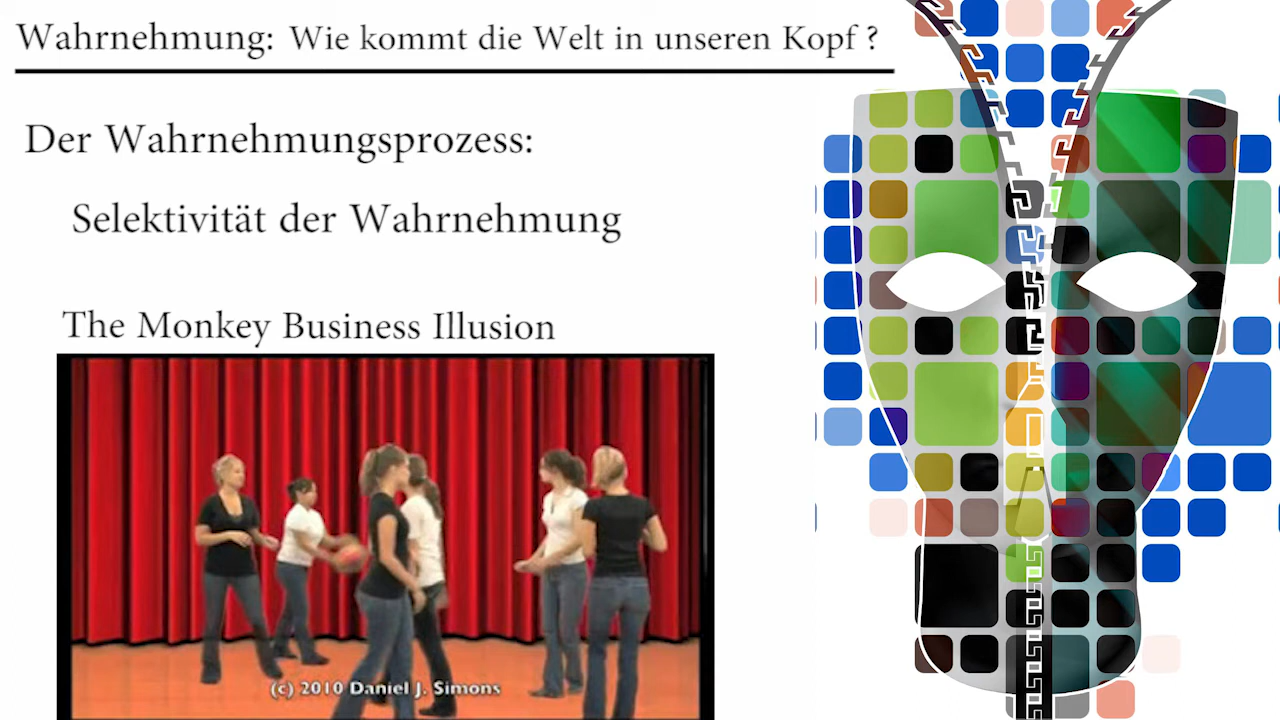 Wahrnehmung: Wie kommt die Welt in unseren Kopf ?
Der Wahrnehmungsprozess:
Selektivität der Wahrnehmung
The Monkey Business Illusion
(c) 2010 Daniel J. Simons